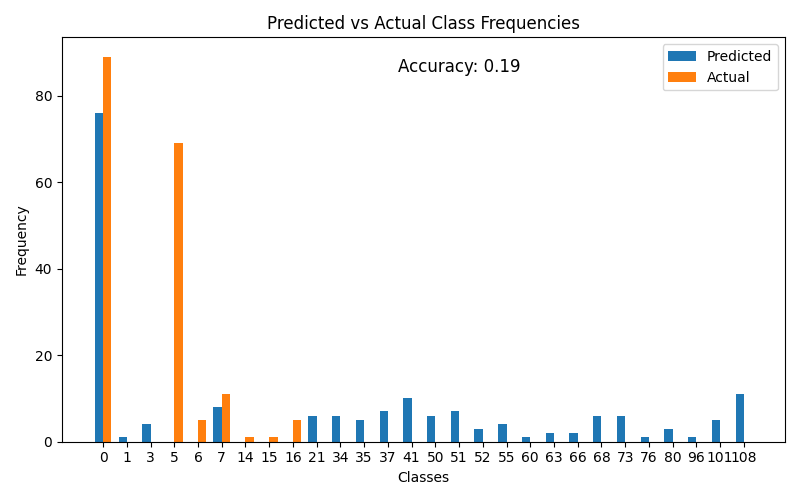 Predicted vs Actual Class Frequencies
Accuracy: 0.19
Predicted
Actual
Frequency
80
60
40
20
0
0 1 3 5 6 7 14 15 16 21 34 35 37 41 50 51 52 55 60 63 66 68 73 76 80 96 101 108
Classes